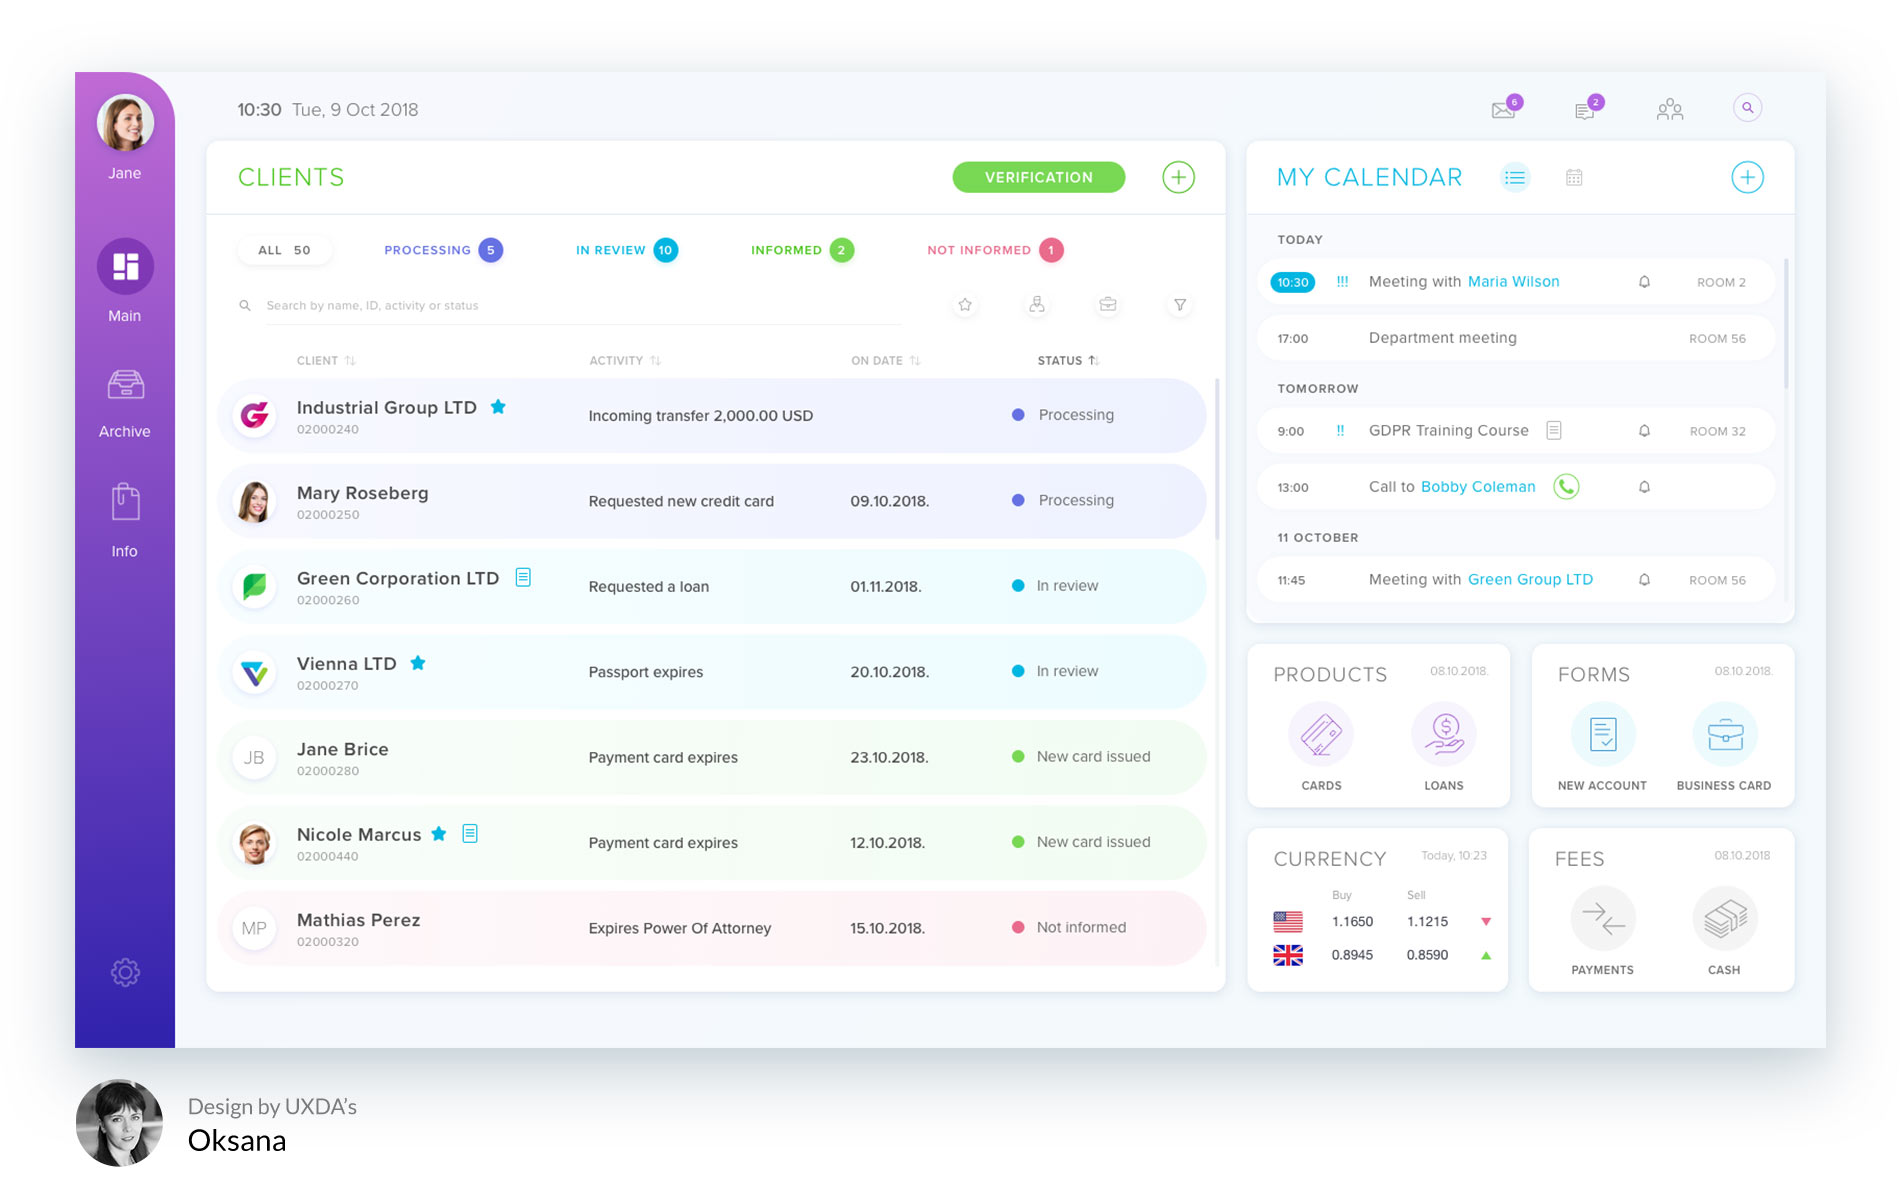 10:30 Tue, 9 Oct 2018
6
2
Jane
Main
Archive
Info
CLIENTS
VERIFICATION
ALL 50
PROCESSING 5
IN REVIEW 10
INFORMED 2
NOT INFORMED 1
Search by name, ID, activity or status
CLIENT ACTIVITY ON DATE STATUS
Industrial Group LTD
02000240
Incoming transfer 2,000.00 USD
Processing
Mary Roseberg
02000250
Requested new credit card
09.10.2018.
Processing
Green Corporation LTD
02000260
Requested a loan
01.11.2018.
In review
Vienna LTD
02000270
Passport expires
20.10.2018.
In review
JB
Jane Brice
02000280
Payment card expires
23.10.2018.
New card issued
Nicole Marcus
02000440
Payment card expires
12.10.2018.
New card issued
MP
Mathias Perez
02000320
Expires Power Of Attorney
15.10.2018.
Not informed
MY CALENDAR
TODAY
10:30 !!! Meeting with Maria Wilson ROOM 2
17:00 Department meeting ROOM 56
TOMORROW
9:00 !! GDPR Training Course ROOM 32
13:00 Call to Bobby Coleman
11 OCTOBER
11:45 Meeting with Green Group LTD ROOM 56
PRODUCTS 08.10.2018.
CARDS LOANS
FORMS 08.10.2018.
NEW ACCOUNT BUSINESS CARD
CURRENCY Today, 10:23
Buy Sell
1.1650 1.1215
0.8945 0.8590
FEES 08.10.2018
PAYMENTS CASH
Design by UXDA's
Oksana